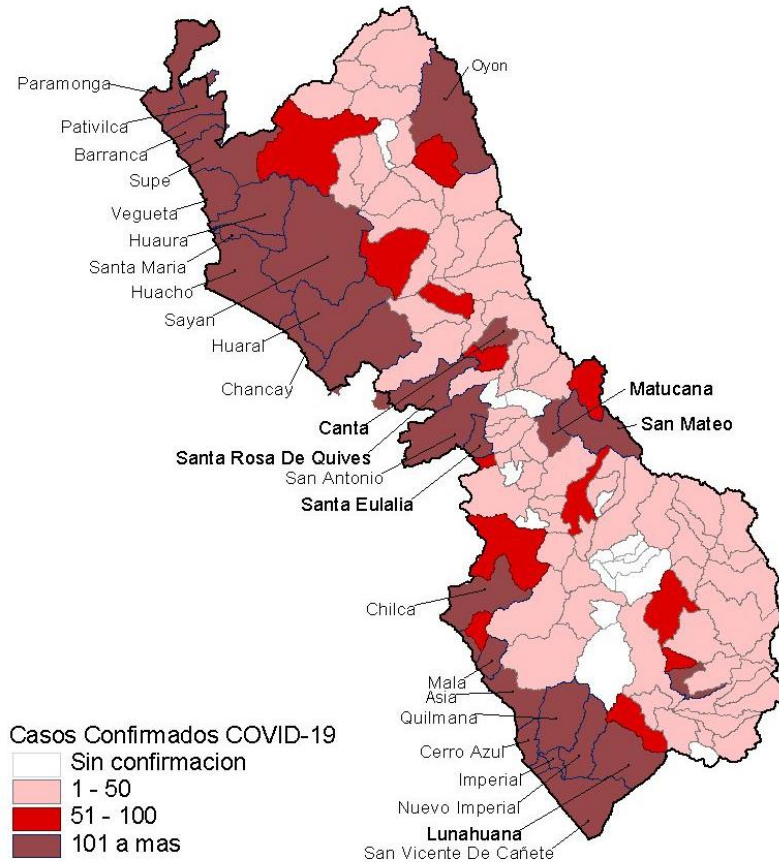 Oyon
Paramonga
Pativilca
Barranca
Supe
Vegueta
Huaura
Santa Maria
Huacho
Sayan
Huaral
Chancay
Matucana
San Mateo
Canta
Santa Rosa De Quives
San Antonio
Santa Eulalia
Chilca
Mala
Asia
Quilmana
Cerro Azul
Imperial
Nuevo Imperial
Lunahuana
San Vicente De Cañete
Casos Confirmados COVID-19
Sin confirmacion
1 - 50
51 - 100
101 a mas